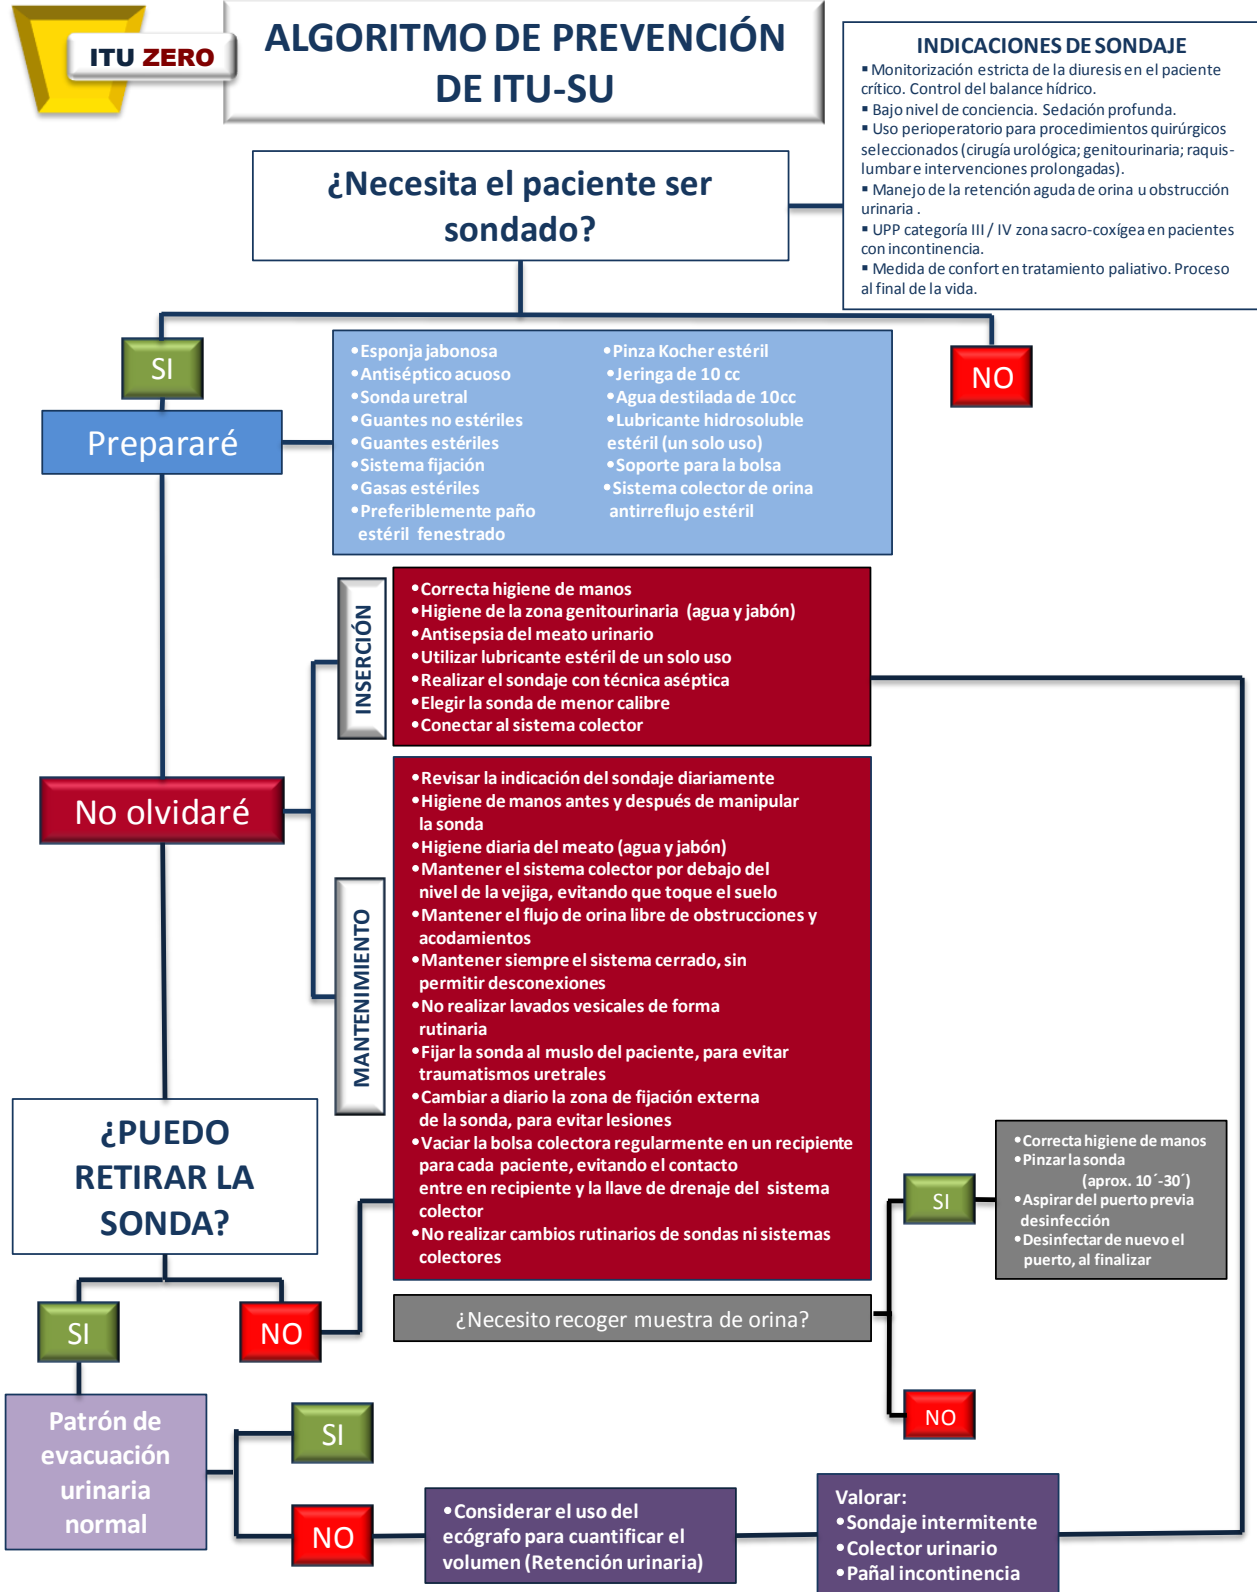 ITU ZERO
ALGORITMO DE PREVENCIÓN
DE ITU-SU
INDICACIONES DE SONDAJE
▪ Monitorización estricta de la diuresis en el paciente
crítico. Control del balance hídrico.
▪ Bajo nivel de conciencia. Sedación profunda.
▪ Uso perioperatorio para procedimientos quirúrgicos
seleccionados (cirugía urológica; genitourinaria; raquis-
lumbar e intervenciones prolongadas).
▪ Manejo de la retención aguda de orina u obstrucción
urinaria .
▪ UPP categoría III / IV zona sacro-coxígea en pacientes
con incontinencia.
▪ Medida de confort en tratamiento paliativo. Proceso
al final de la vida.
¿Necesita el paciente ser
sondado?
SI
NO
Prepararé
•Esponja jabonosa
•Antiséptico acuoso
•Sonda uretral
•Guantes no estériles
•Guantes estériles
•Sistema fijación
•Gasas estériles
•Preferiblemente paño
estéril fenestrado
•Pinza Kocher estéril
•Jeringa de 10 cc
•Agua destilada de 10cc
•Lubricante hidrosoluble
estéril (un solo uso)
•Soporte para la bolsa
•Sistema colector de orina
antirreflujo estéril
No olvidaré
INSERCIÓN
•Correcta higiene de manos
•Higiene de la zona genitourinaria (agua y jabón)
•Antisepsia del meato urinario
•Utilizar lubricante estéril de un solo uso
•Realizar el sondaje con técnica aséptica
•Elegir la sonda de menor calibre
•Conectar al sistema colector
MANTENIMIENTO
•Revisar la indicación del sondaje diariamente
•Higiene de manos antes y después de manipular
la sonda
•Higiene diaria del meato (agua y jabón)
•Mantener el sistema colector por debajo del
nivel de la vejiga, evitando que toque el suelo
•Mantener el flujo de orina libre de obstrucciones y
acodamientos
•Mantener siempre el sistema cerrado, sin
permitir desconexiones
•No realizar lavados vesicales de forma
rutinaria
•Fijar la sonda al muslo del paciente, para evitar
traumatismos uretrales
•Cambiar a diario la zona de fijación externa
de la sonda, para evitar lesiones
•Vaciar la bolsa colectora regularmente en un recipiente
para cada paciente, evitando el contacto
entre en recipiente y la llave de drenaje del sistema
colector
•No realizar cambios rutinarios de sondas ni sistemas
colectores
¿PUEDO
RETIRAR LA
SONDA?
SI
NO
¿Necesito recoger muestra de orina?
SI
•Correcta higiene de manos
•Pinzar la sonda
(aprox. 10´-30´)
•Aspirar del puerto previa
desinfección
•Desinfectar de nuevo el
puerto, al finalizar
NO
Patrón de
evacuación
urinaria
normal
SI
NO
•Considerar el uso del
ecógrafo para cuantificar el
volumen (Retención urinaria)
Valorar:
•Sondaje intermitente
•Colector urinario
•Pañal incontinencia